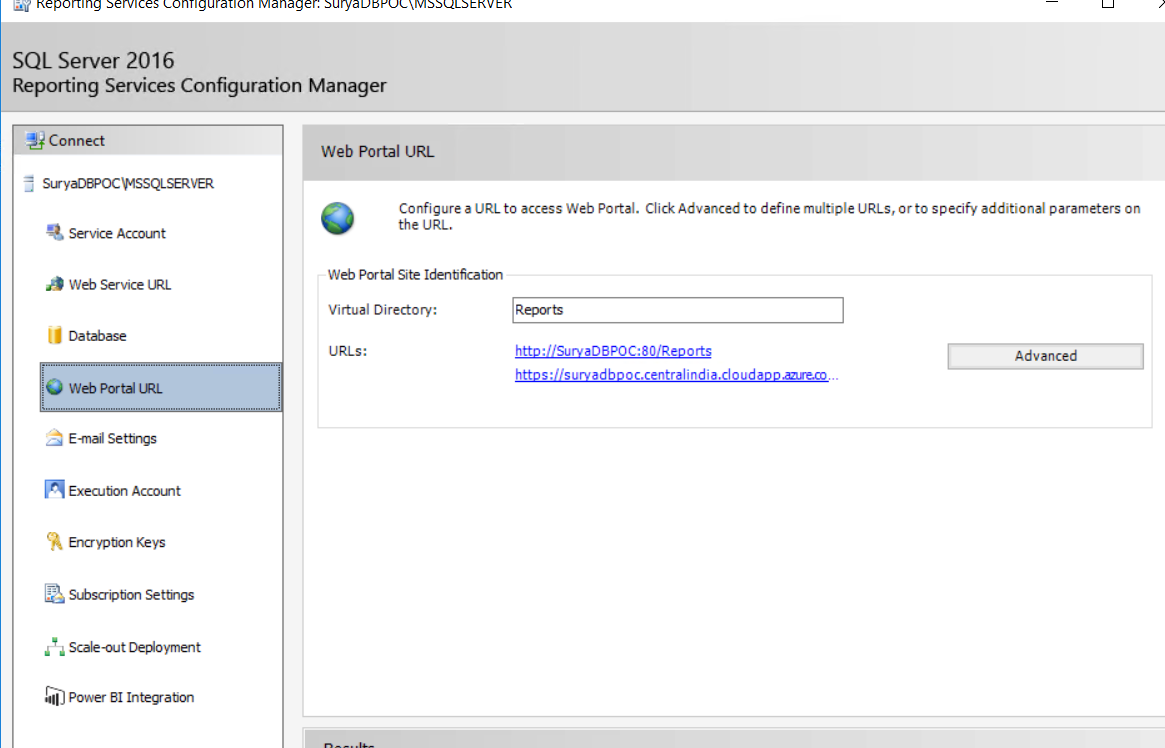 Reporting Services Configuration Manager: SuryaDBPOC\MSSQLSERVER
SQL Server 2016
Reporting Services Configuration Manager
Connect
SuryaDBPOC\MSSQLSERVER
Service Account
Web Service URL
Database
Web Portal URL
E-mail Settings
Execution Account
Encryption Keys
Subscription Settings
Scale-out Deployment
Power BI Integration
Web Portal URL
Configure a URL to access Web Portal. Click Advanced to define multiple URLs, or to specify additional parameters on
the URL.
Web Portal Site Identification
Virtual Directory:
Reports
URLs:
http://SuryaDBPOC:80/Reports
https://suryadbpoc.centralindia.cloudapp.azure.co...
Advanced
Results